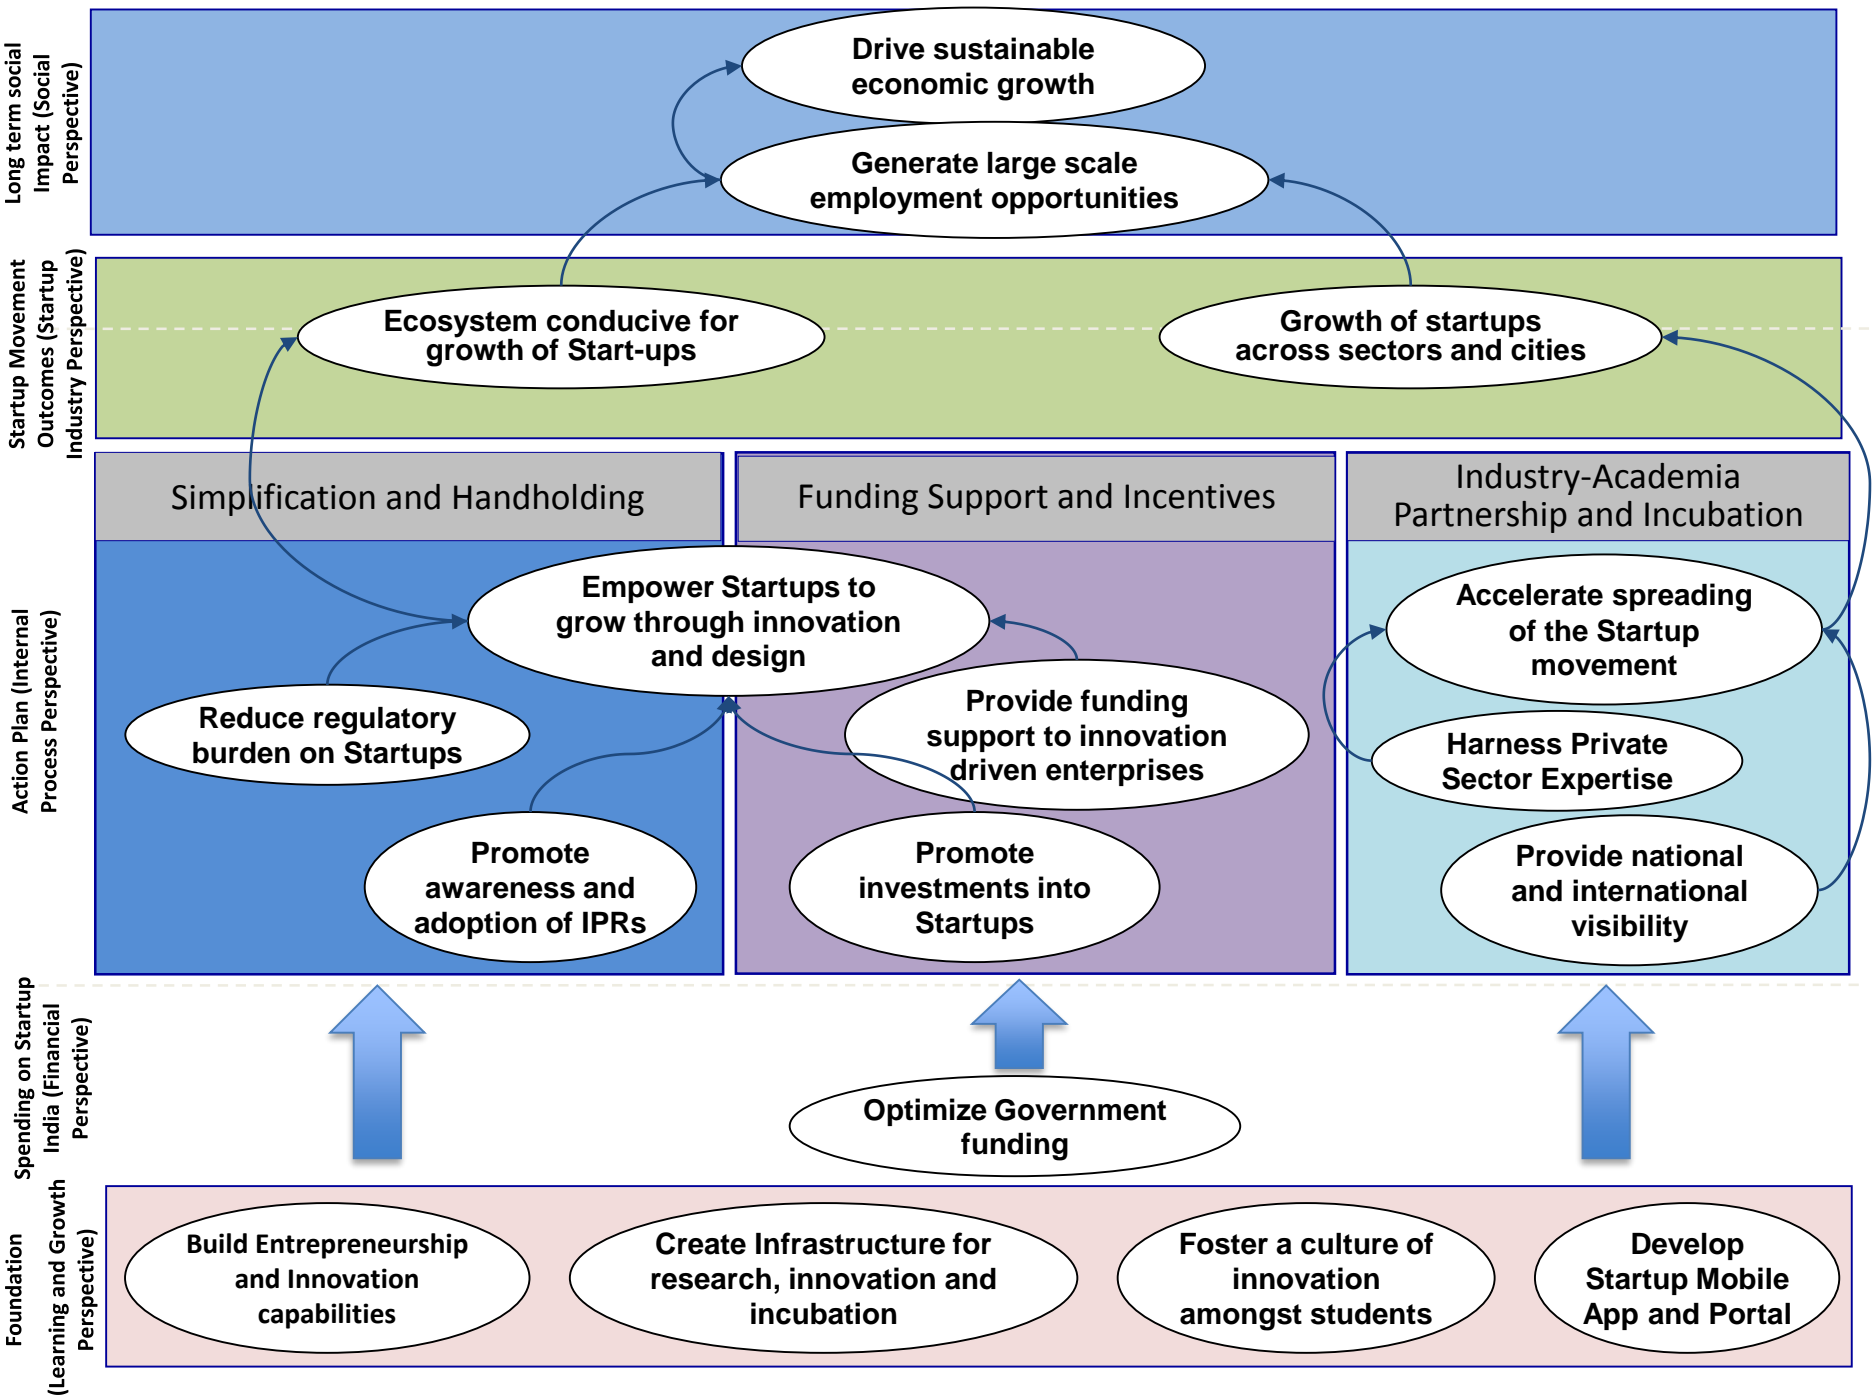 Long term social
Impact (Social
Perspective)
Drive sustainable
economic growth
Generate large scale
employment opportunities
Startup Movement
Outcomes (Startup
Industry Perspective)
Ecosystem conducive for
growth of Start-ups
Growth of startups
across sectors and cities
Action Plan (Internal
Process Perspective)
Simplification and Handholding
Funding Support and Incentives
Industry-Academia
Partnership and Incubation
Empower Startups to
grow through innovation
and design
Accelerate spreading
of the Startup
movement
Reduce regulatory
burden on Startups
Provide funding
support to innovation
driven enterprises
Harness Private
Sector Expertise
Promote
awareness and
adoption of IPRs
Promote
investments into
Startups
Provide national
and international
visibility
Spending on Startup
India (Financial
Perspective)
Optimize Government
funding
Foundation
(Learning and Growth
Perspective)
Build Entrepreneurship
and Innovation
capabilities
Create Infrastructure for
research, innovation and
incubation
Foster a culture of
innovation
amongst students
Develop
Startup Mobile
App and Portal